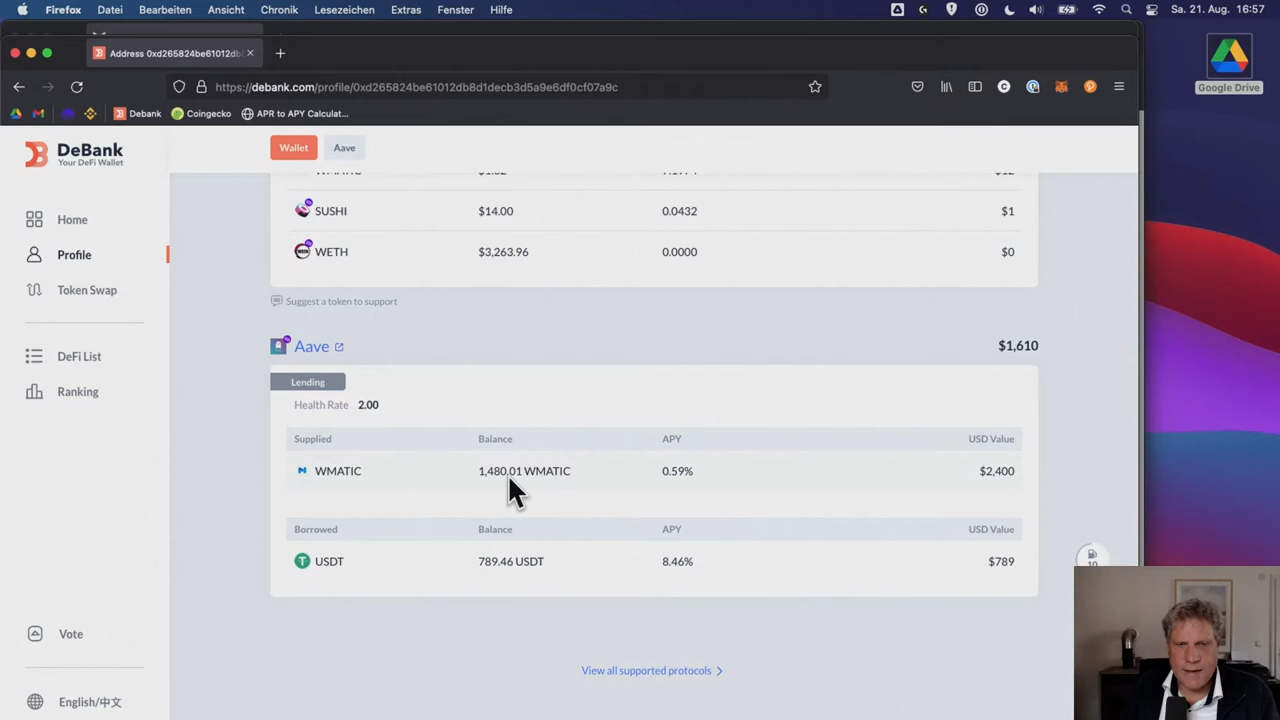 Firefox Datei Bearbeiten Ansicht Chronik Lesezeichen Extras Fenster Hilfe Sa. 21. Aug. 16:57
Address 0xd265824be61012db
https://debank.com/profile/0xd265824be61012db8d1decb3d5a9e6df0cf07a9c
Debank Coingecko APR to APY Calculat...
Google Drive
DeBank
Your DeFi Wallet
Wallet Aave
Home
Profile
Token Swap
DeFi List
Ranking
Vote
English/中文
WMATIC $12
SUSHI $14.00 0.0432 $1
WETH $3,263.96 0.0000 $0
Suggest a token to support
Aave $1,610
Lending
Health Rate 2.00
Supplied Balance APY USD Value
WMATIC 1,480.01 WMATIC 0.59% $2,400
Borrowed Balance APY USD Value
USDT 789.46 USDT 8.46% $789
10
View all supported protocols